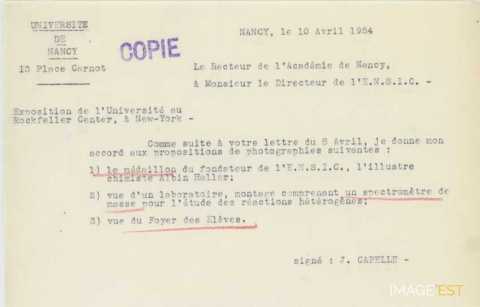 UNIVERSITE
DE
NANCY
13 Place Carnot
COPIE
NANCY, le 10 Avril 1954
Le Recteur de l'Académie de Nancy,
à Monsieur le Directeur de l'E.N.S.I.C. -
Exposition de l'Université au
Rockfeller Center, à New-York -
Comme suite à votre lettre du 8 Avril, je donne mon
accord aux propositions de photographies suivantes :
1) le médaillon du fondateur de l'E.N.S.I.C., l'illustre
chimiste Albin Haller;
2) vue d'un laboratoire, montage comprenant un spectromètre de
masse pour l'étude des réactions hétérogènes;
3) vue du Foyer des Elèves.
signé : J. CAPELLE -
IMAGE'EST